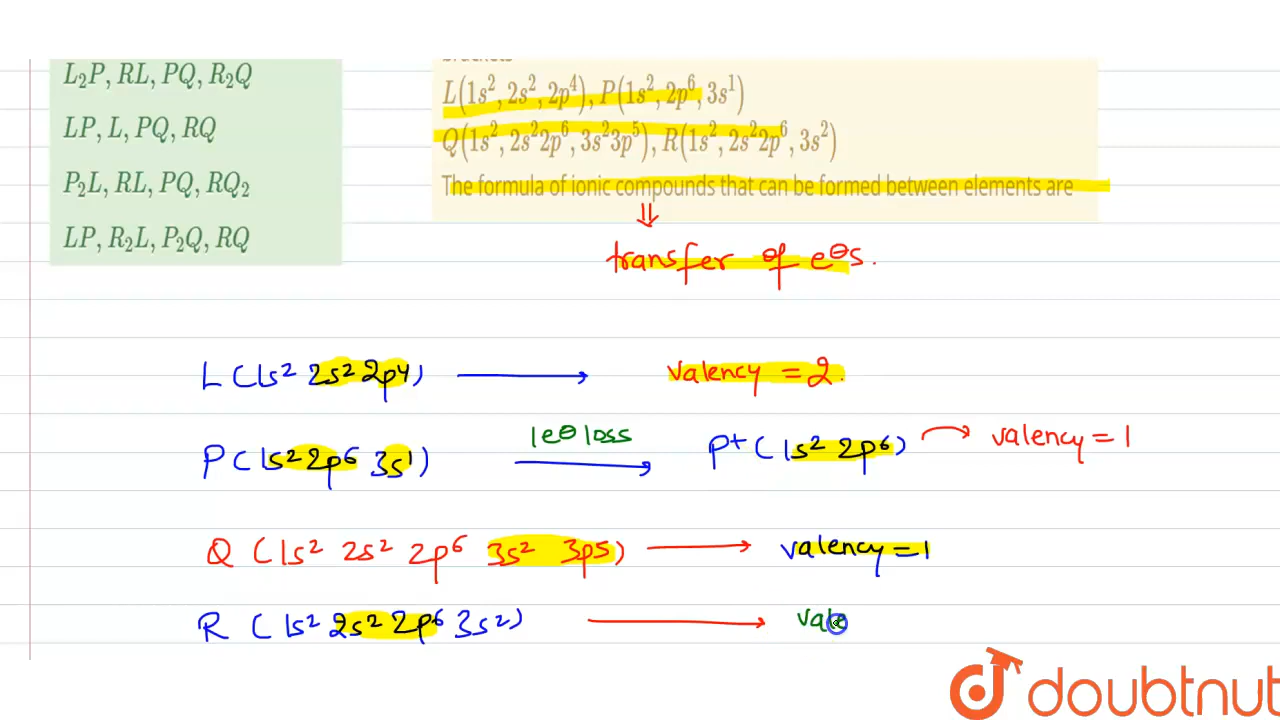 L₂P, RL, PQ, R₂Q
LP, L, PQ, RQ
P₂L, RL, PQ, RQ₂
LP, R₂L, P₂Q, RQ
brackets
L(1s², 2s², 2p⁴), P(1s², 2p⁶, 3s¹)
Q(1s², 2s²2p⁶, 3s²3p⁵), R(1s², 2s²2p⁶, 3s²)
The formula of ionic compounds that can be formed between elements are
⇓
transfer of e⊖s.
L (1s² 2s² 2p⁴) → valency = 2.
P (1s² 2p⁶ 3s¹) 1e⊖ loss → P⁺ (1s² 2p⁶) → valency = 1
Q (1s² 2s² 2p⁶ 3s² 3p⁵) → valency = 1
R (1s² 2s² 2p⁶ 3s²) → vale
doubtnut